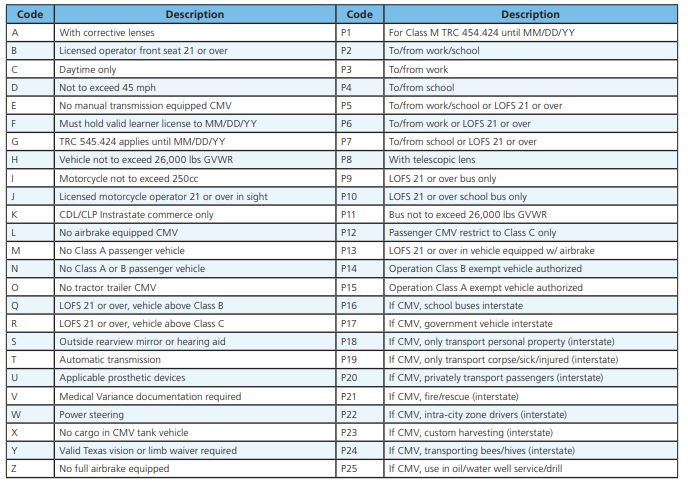 Code Description Code Description
A With corrective lenses P1 For Class M TRC 454.424 until MM/DD/YY
B Licensed operator front seat 21 or over P2 To/from work/school
C Daytime only P3 To/from work
D Not to exceed 45 mph P4 To/from school
E No manual transmission equipped CMV P5 To/from work/school or LOFS 21 or over
F Must hold valid learner license to MM/DD/YY P6 To/from work or LOFS 21 or over
G TRC 545.424 applies until MM/DD/YY P7 To/from school or LOFS 21 or over
H Vehicle not to exceed 26,000 lbs GVWR P8 With telescopic lens
I Motorcycle not to exceed 250cc P9 LOFS 21 or over bus only
J Licensed motorcycle operator 21 or over in sight P10 LOFS 21 or over school bus only
K CDL/CLP Instrastate commerce only P11 Bus not to exceed 26,000 lbs GVWR
L No airbrake equipped CMV P12 Passenger CMV restrict to Class C only
M No Class A passenger vehicle P13 LOFS 21 or over in vehicle equipped w/ airbrake
N No Class A or B passenger vehicle P14 Operation Class B exempt vehicle authorized
O No tractor trailer CMV P15 Operation Class A exempt vehicle authorized
Q LOFS 21 or over, vehicle above Class B P16 If CMV, school buses interstate
R LOFS 21 or over, vehicle above Class C P17 If CMV, government vehicle interstate
S Outside rearview mirror or hearing aid P18 If CMV, only transport personal property (interstate)
T Automatic transmission P19 If CMV, only transport corpse/sick/injured (interstate)
U Applicable prosthetic devices P20 If CMV, privately transport passengers (interstate)
V Medical Variance documentation required P21 If CMV, fire/rescue (interstate)
W Power steering P22 If CMV, intra-city zone drivers (interstate)
X No cargo in CMV tank vehicle P23 If CMV, custom harvesting (interstate)
Y Valid Texas vision or limb waiver required P24 If CMV, transporting bees/hives (interstate)
Z No full airbrake equipped P25 If CMV, use in oil/water well service/drill